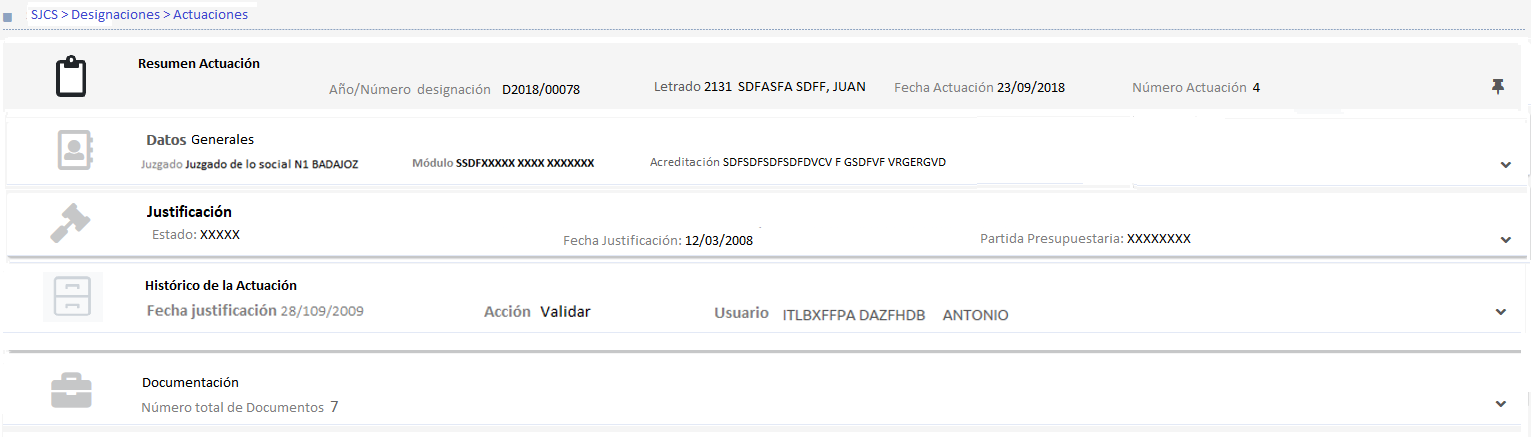 SJCS > Designaciones > Actuaciones
Resumen Actuación
Año/Número designación D2018/00078 Letrado 2131 SDFASFA SDFF, JUAN Fecha Actuación 23/09/2018 Número Actuación 4
Datos Generales
Juzgado Juzgado de lo social N1 BADAJOZ Módulo SSDFXXXXX XXXX XXXXXXX Acreditación SDFSDFSDFSDFDVCV F GSDFVF VRGERGVD
Justificación
Estado: XXXXX Fecha Justificación: 12/03/2008 Partida Presupuestaria: XXXXXXXX
Histórico de la Actuación
Fecha justificación 28/109/2009 Acción Validar Usuario ITLBXFFPA DAZFHDB ANTONIO
Documentación
Número total de Documentos 7